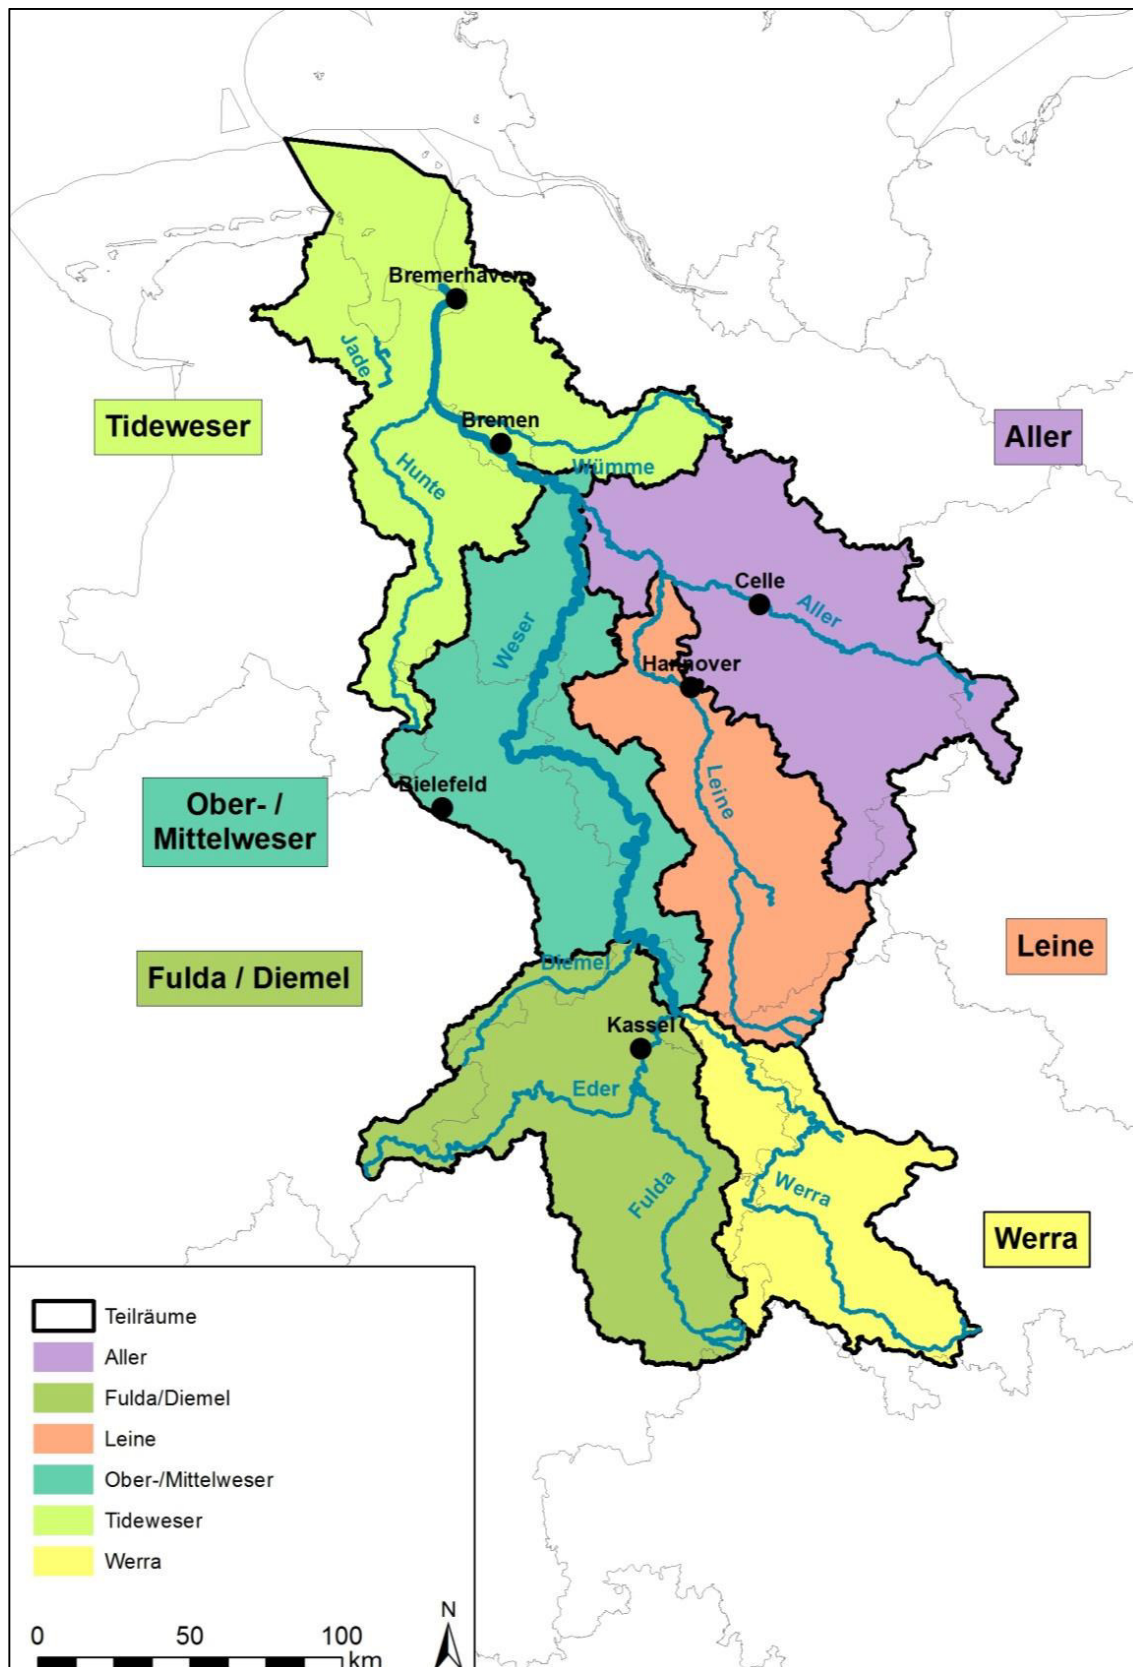 Bremerhaven
Jade
Tideweser
Bremen
Aller
Hunte
Wümme
Celle
Aller
Weser
Hannover
Leine
Bielefeld
Ober- /
Mittelweser
Leine
Diemel
Fulda / Diemel
Kassel
Eder
Fulda
Werra
Werra
Teilräume
Aller
Fulda/Diemel
Leine
Ober-/Mittelweser
Tideweser
Werra
N
0 50 100
km